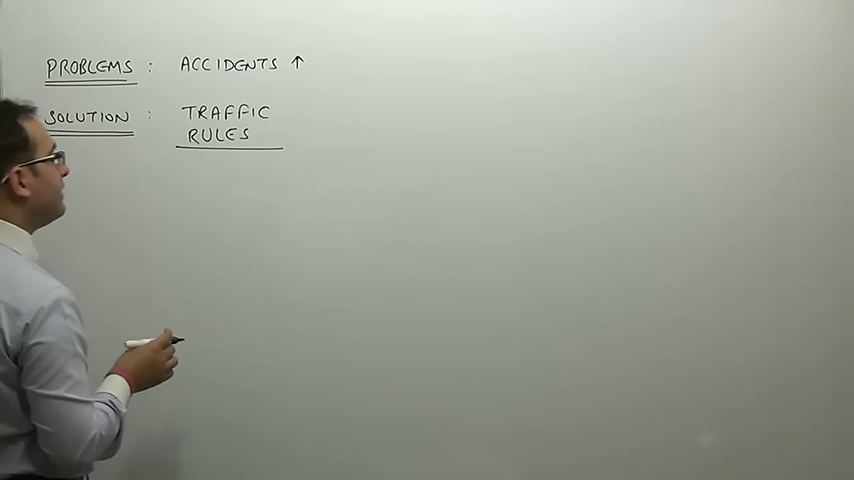 PROBLEMS : ACCIDENTS ↑
SOLUTION : TRAFFIC
RULES